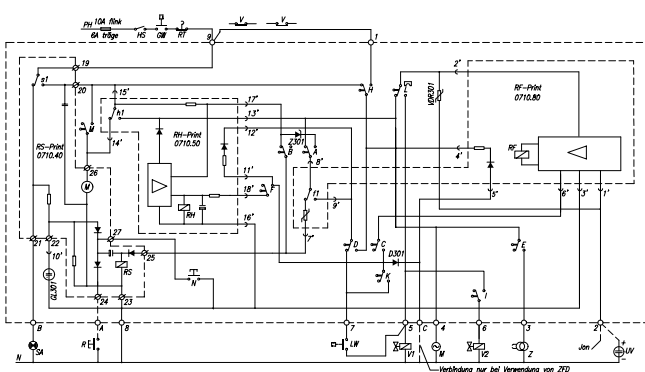 PH 10A flink
6A träge
HS GW RT
V V
9 1
19
s1
20
15'
H
h1
M
14'
RS-Print
0710.40
RH-Print
0710.50
17'
13'
12'
Z301
B A
8'
11'
18'
F
16'
RH
f1
9'
7'
2'
VDR301
RF-Print
0710.80
RF
4'
5'
6' 3' 1'
26
M
27
21 22
10'
GL301
25
RS
24 23
N
D C
K
D301
E
I
8 A B 7 5 C 4 6 3 2
SA
R
LW
V1
M
V2
Z
Jon
UV
N
Verbindung nur bei Verwendung von ZFD